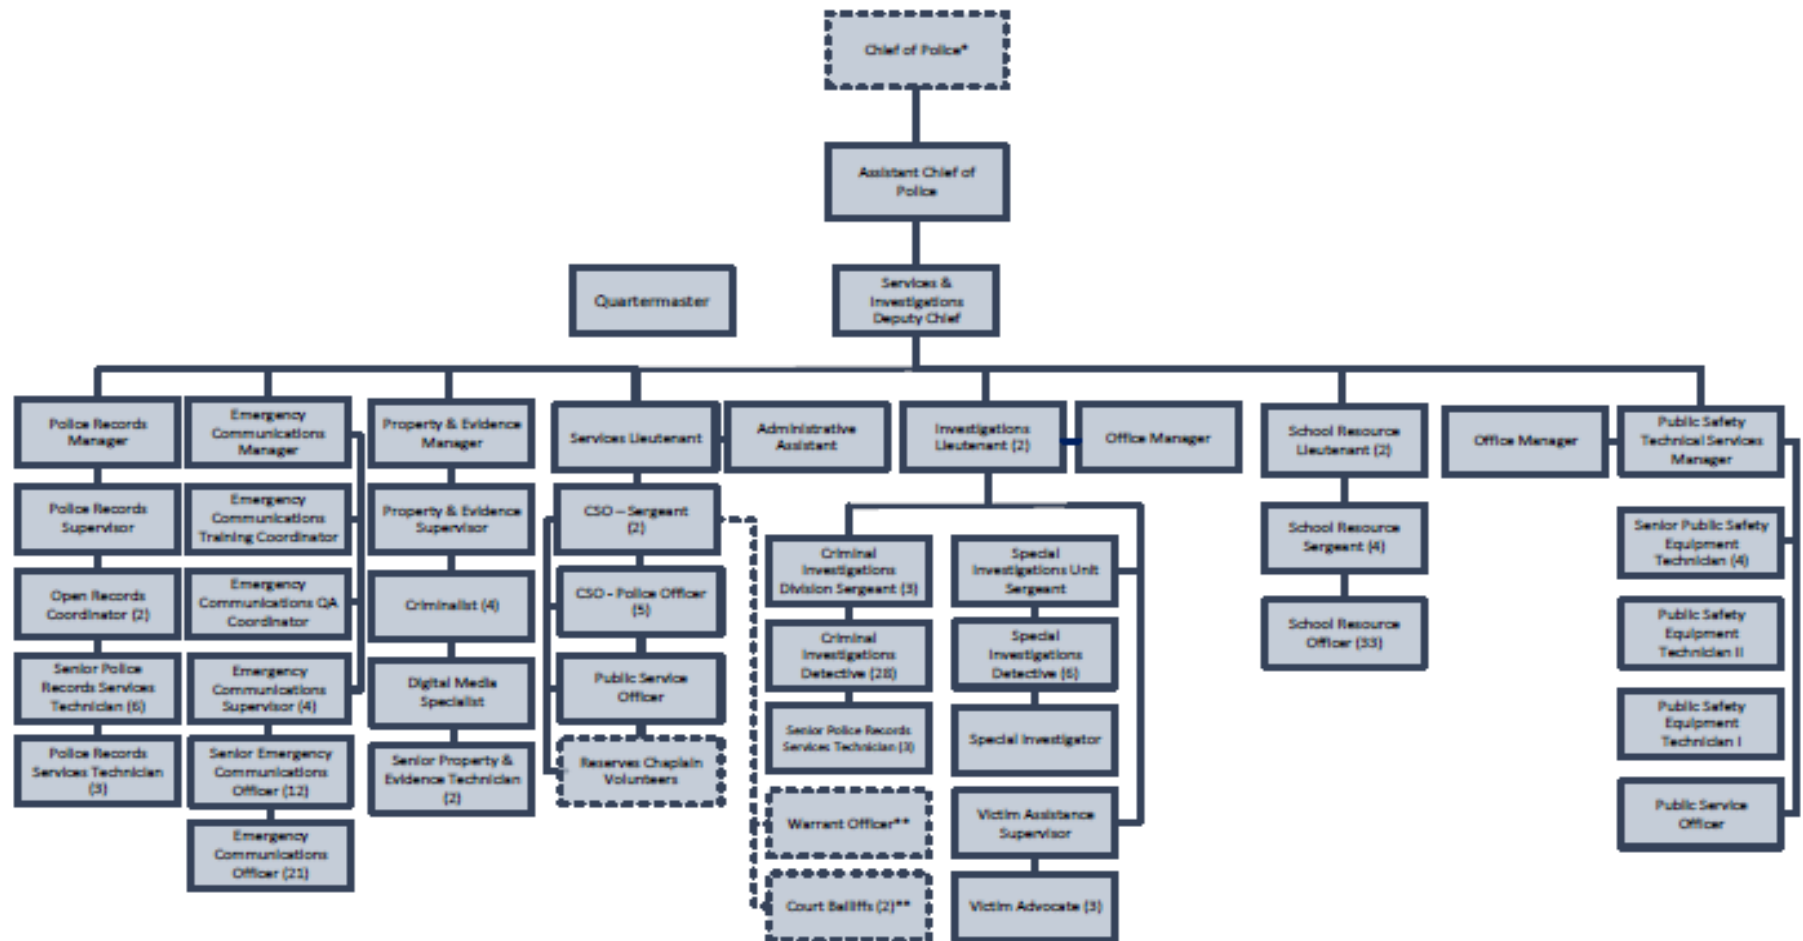 Chief of Police*
Assistant Chief of
Police
Quartermaster
Services &
Investigations
Deputy Chief
Police Records
Manager
Police Records
Supervisor
Open Records
Coordinator (2)
Senior Police
Records Services
Technician (6)
Police Records
Services Technician
(3)
Emergency
Communications
Manager
Emergency
Communications
Training Coordinator
Emergency
Communications QA
Coordinator
Emergency
Communications
Supervisor (4)
Senior Emergency
Communications
Officer (12)
Emergency
Communications
Officer (21)
Property & Evidence
Manager
Property & Evidence
Supervisor
Criminalist (4)
Digital Media
Specialist
Senior Property &
Evidence Technician
(2)
Services Lieutenant
Administrative
Assistant
CSO – Sergeant
(2)
CSO - Police Officer
(5)
Public Service
Officer
Reserves Chaplain
Volunteers
Investigations
Lieutenant (2)
Office Manager
Criminal
Investigations
Division Sergeant (3)
Criminal
Investigations
Detective (28)
Senior Police Records
Services Technician (3)
Warrant Officer**
Court Bailiffs (2)**
Special
Investigations Unit
Sergeant
Special
Investigations
Detective (6)
Special Investigator
Victim Assistance
Supervisor
Victim Advocate (3)
School Resource
Lieutenant (2)
School Resource
Sergeant (4)
School Resource
Officer (33)
Office Manager
Public Safety
Technical Services
Manager
Senior Public Safety
Equipment
Technician (4)
Public Safety
Equipment
Technician II
Public Safety
Equipment
Technician I
Public Service
Officer